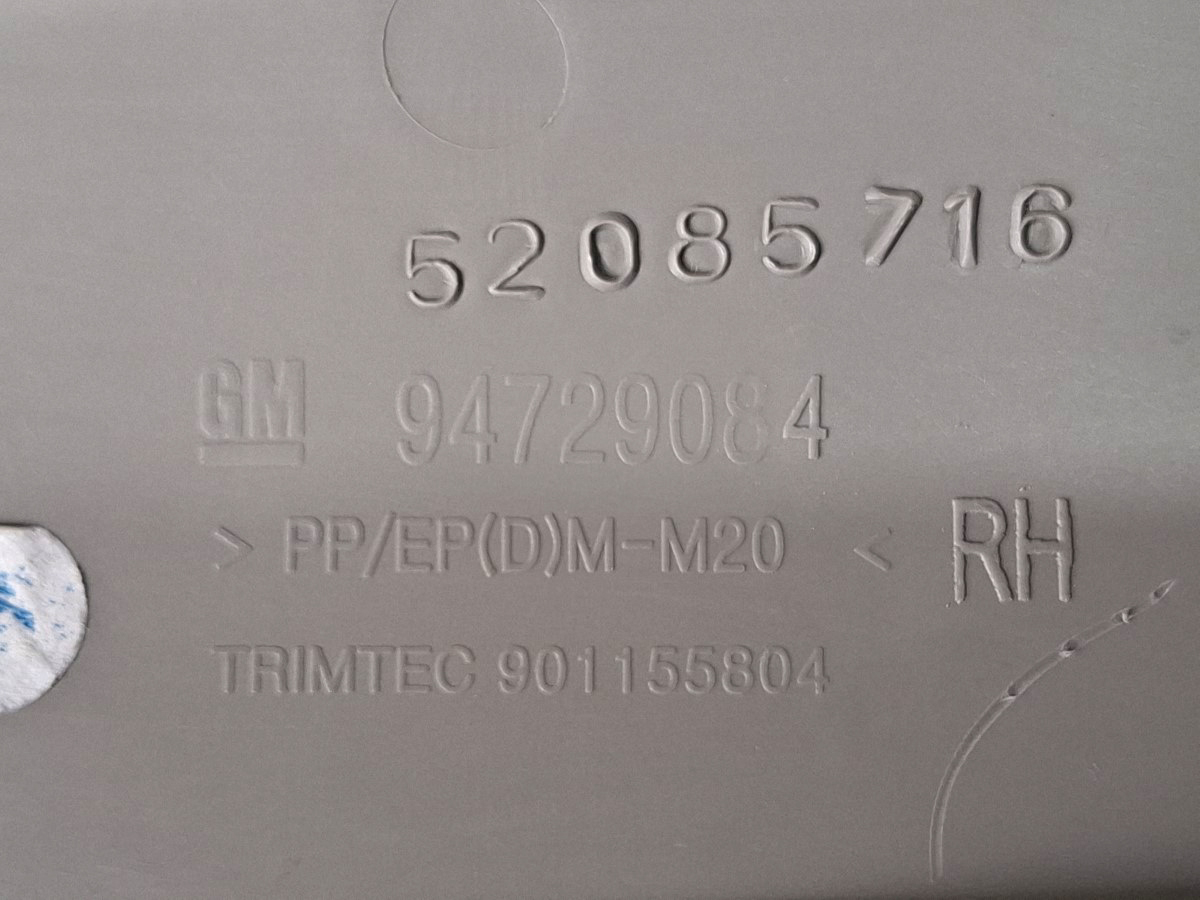 52085716
GM 94729084
> PP/EP(D)M-M20 < RH
TRIMTEC 901155804